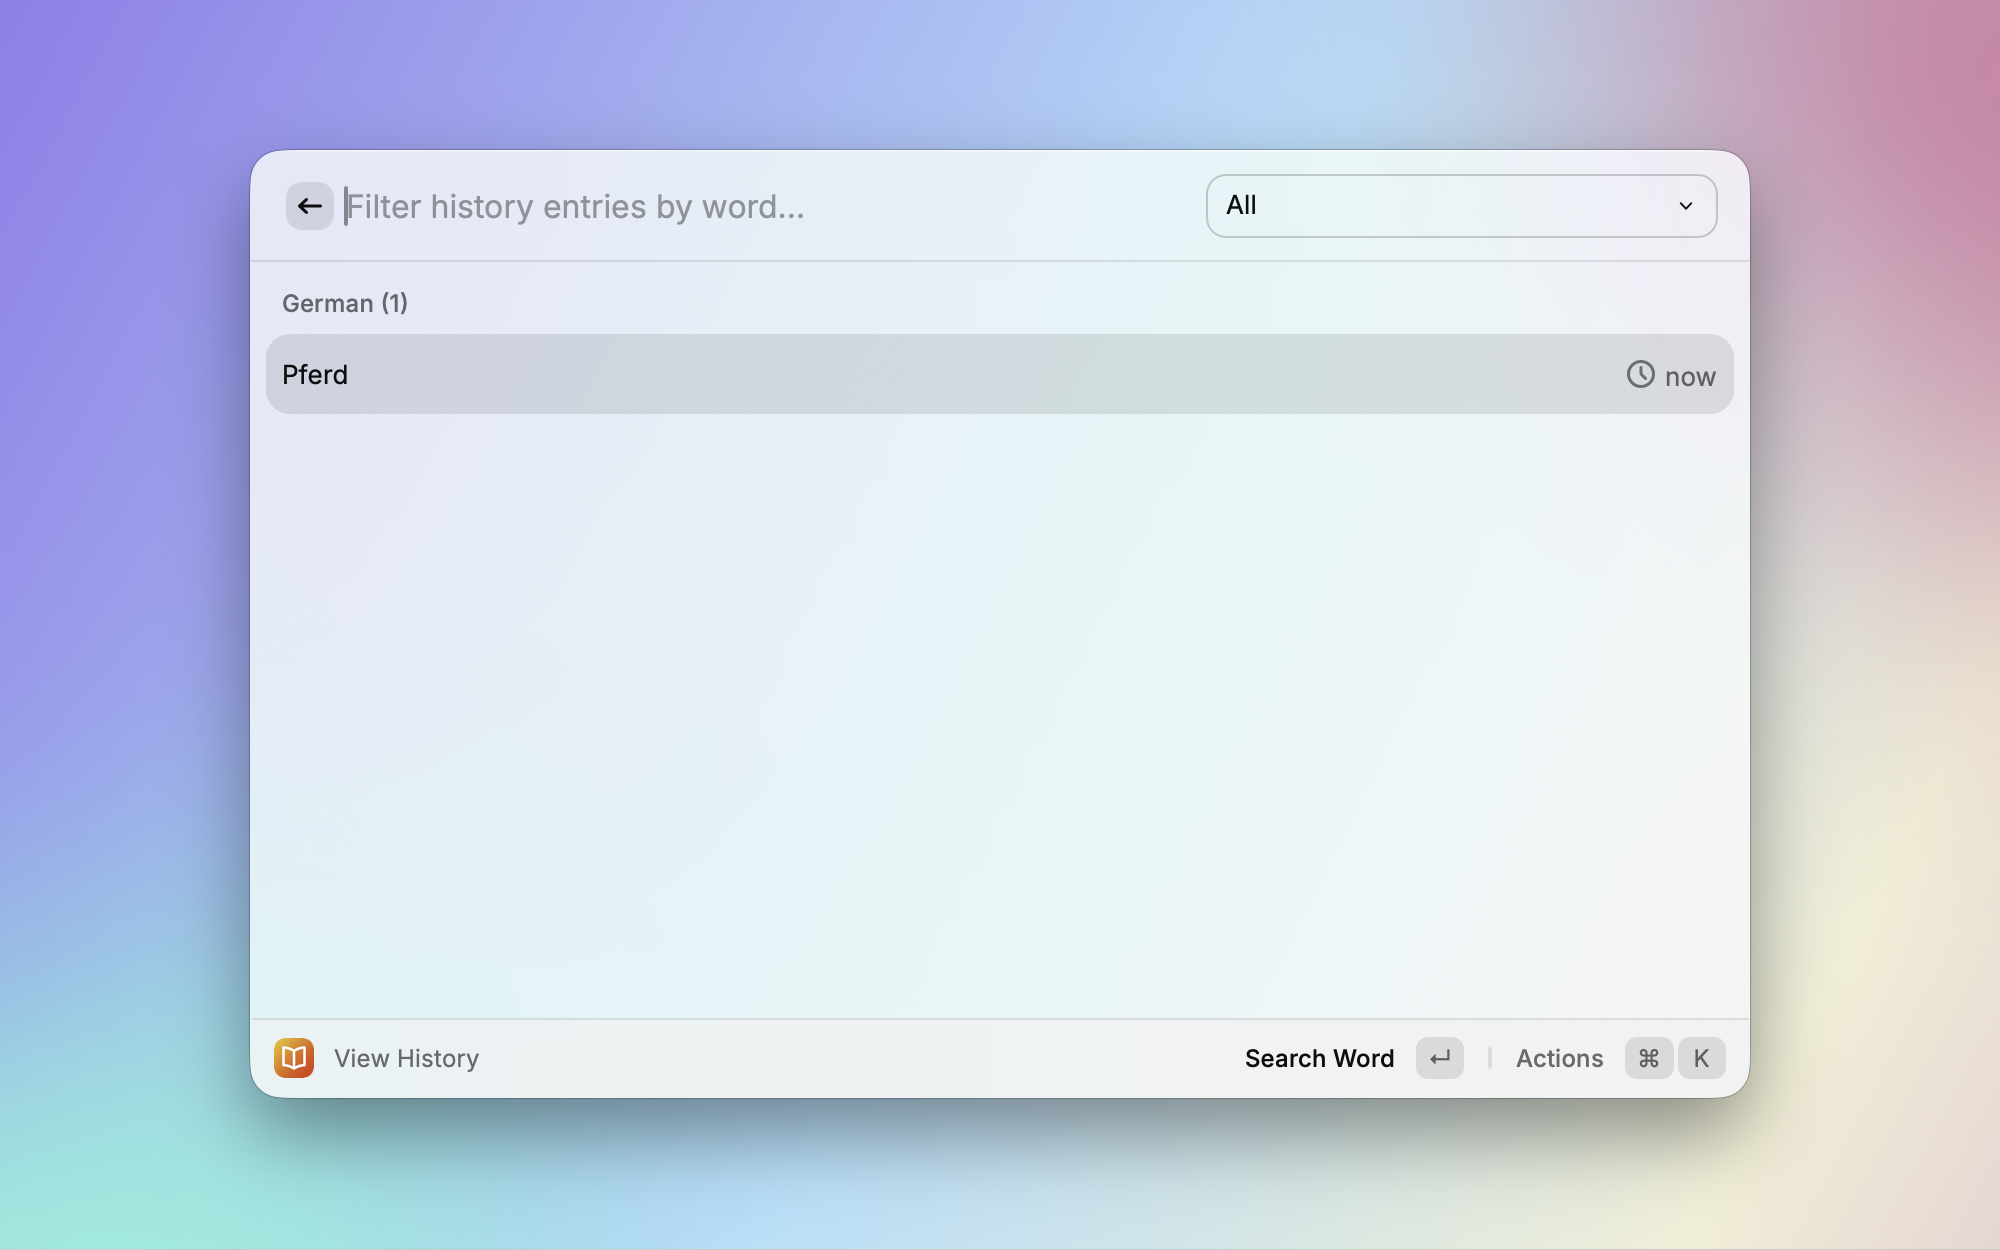 Filter history entries by word...
All
German (1)
Pferd
now
View History
Search Word
Actions
⌘ K